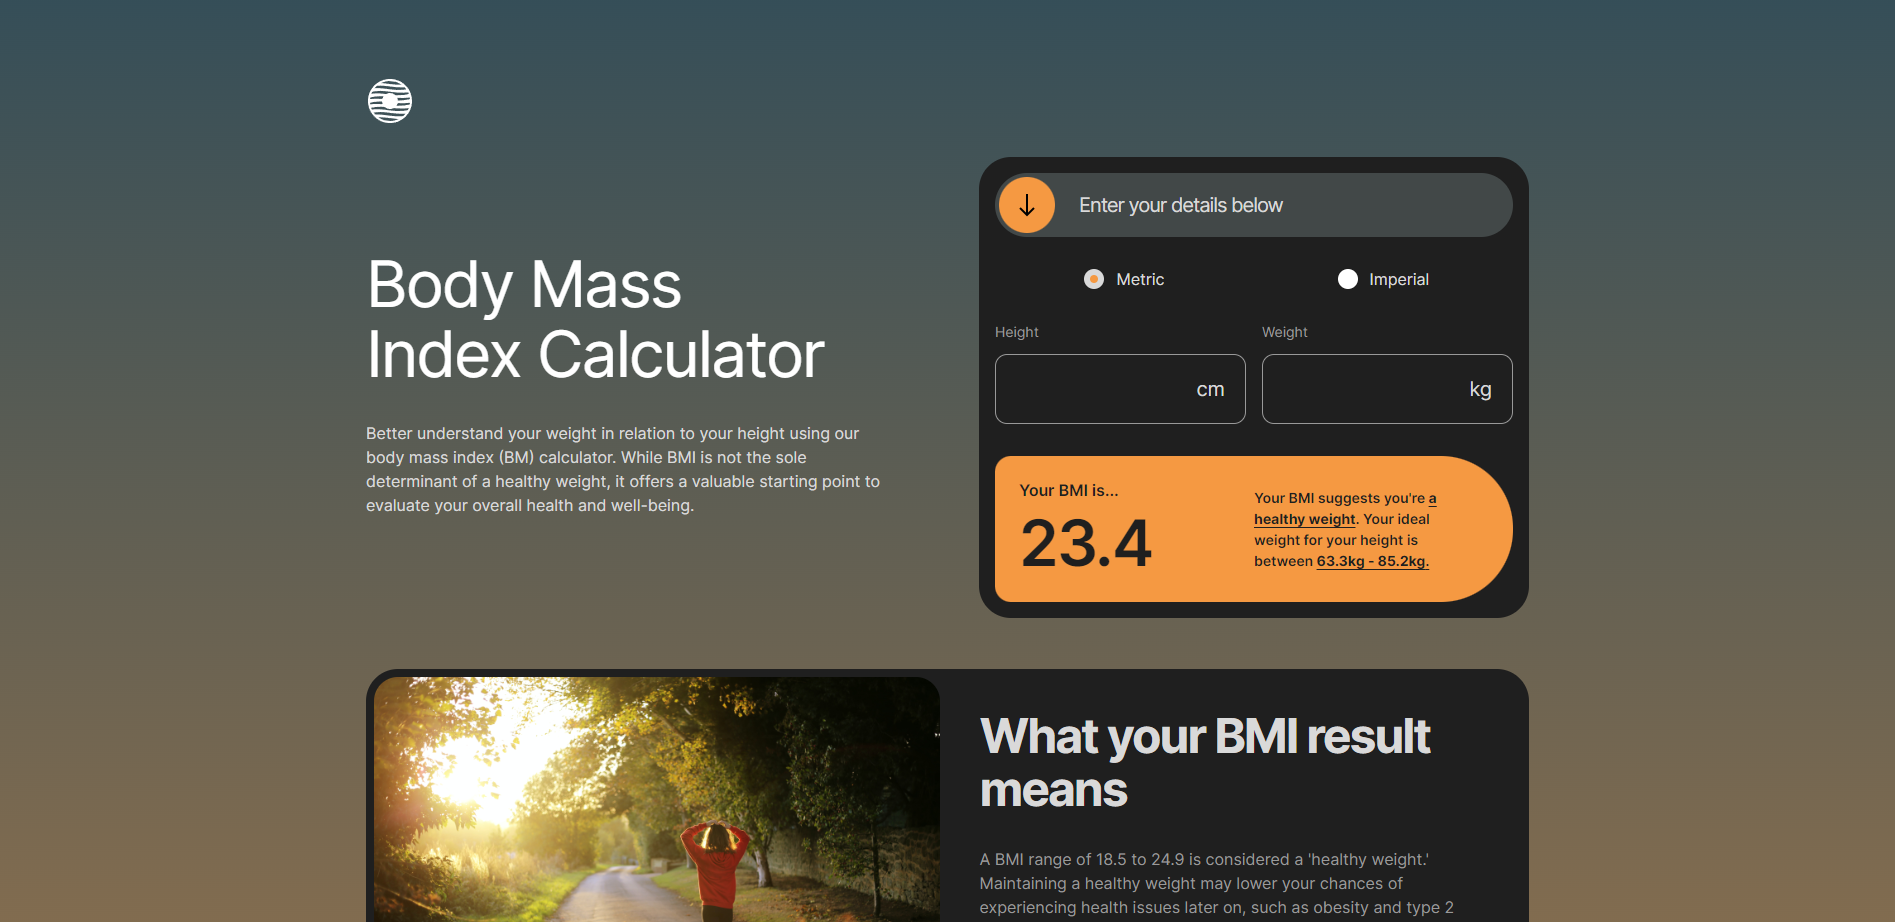 Body Mass
Index Calculator
Better understand your weight in relation to your height using our
body mass index (BM) calculator. While BMI is not the sole
determinant of a healthy weight, it offers a valuable starting point to
evaluate your overall health and well-being.
Enter your details below
Metric
Imperial
Height
Weight
cm
kg
Your BMI is...
23.4
Your BMI suggests you're a
healthy weight. Your ideal
weight for your height is
between 63.3kg - 85.2kg.
What your BMI result
means
A BMI range of 18.5 to 24.9 is considered a 'healthy weight.'
Maintaining a healthy weight may lower your chances of
experiencing health issues later on, such as obesity and type 2